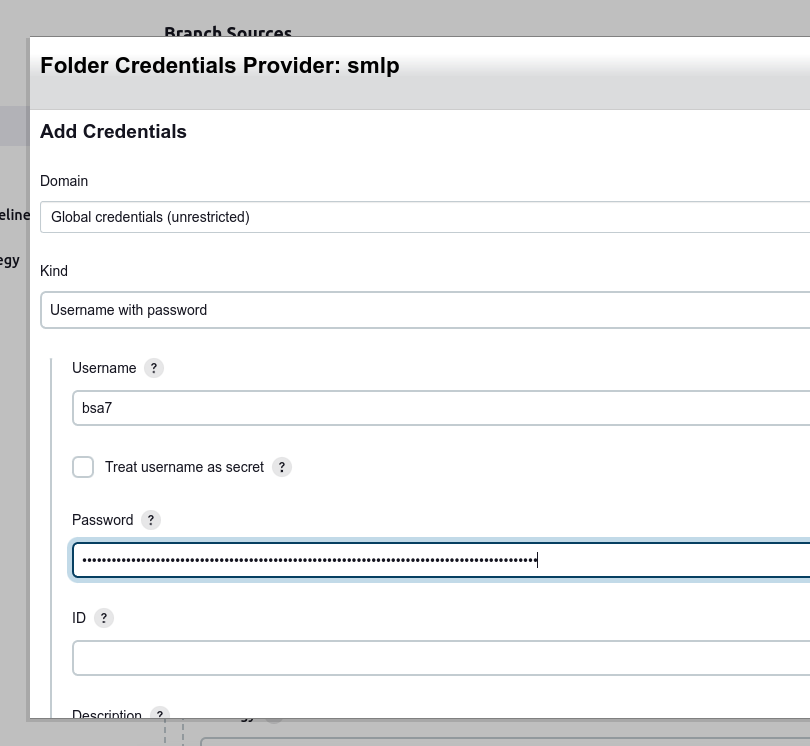 Branch Sources
Folder Credentials Provider: smlp
Add Credentials
Domain
Global credentials (unrestricted)
eline
Kind
egy
Username with password
Username ?
bsa7
Treat username as secret ?
Password ?
ID ?
Description ?